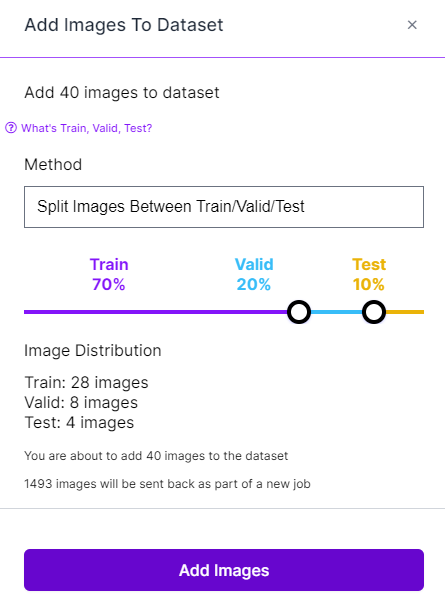 Add Images To Dataset
×
Add 40 images to dataset
What's Train, Valid, Test?
Method
Split Images Between Train/Valid/Test
Train Valid Test
70% 20% 10%
Image Distribution
Train: 28 images
Valid: 8 images
Test: 4 images
You are about to add 40 images to the dataset
1493 images will be sent back as part of a new job
Add Images